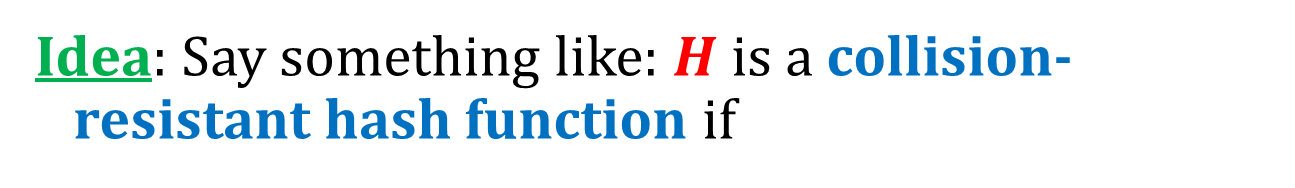 Idea: Say something like: H is a collision-
resistant hash function if